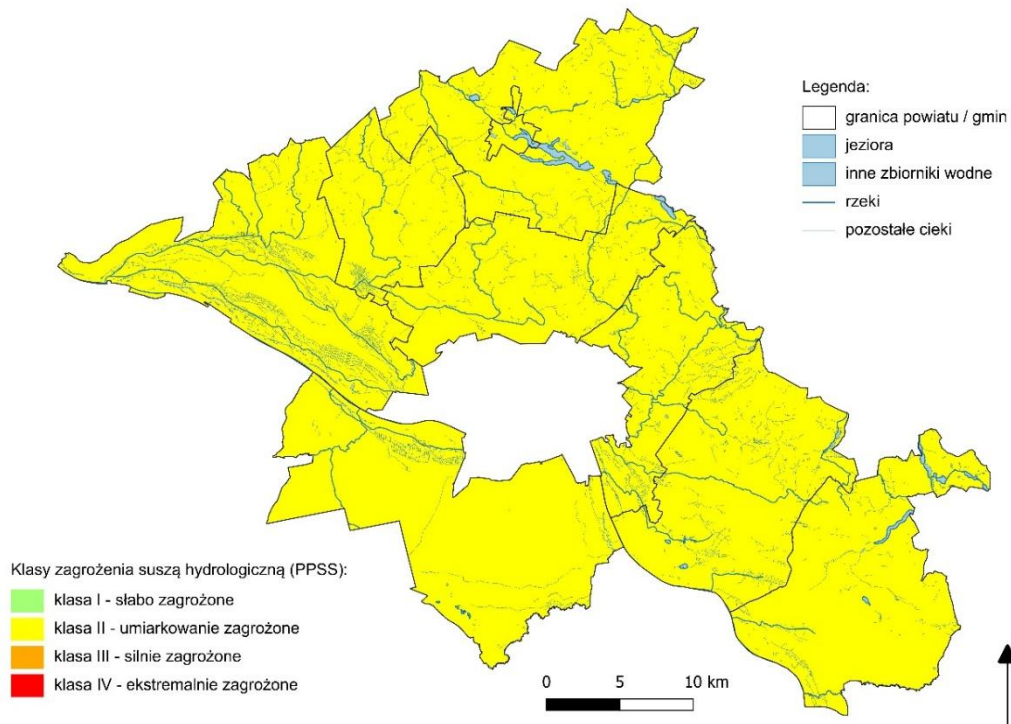 Legenda:
granica powiatu / gmin
jeziora
inne zbiorniki wodne
rzeki
pozostałe cieki
Klasy zagrożenia suszą hydrologiczną (PPSS):
klasa I - słabo zagrożone
klasa II - umiarkowanie zagrożone
klasa III - silnie zagrożone
klasa IV - ekstremalnie zagrożone
0 5 10 km